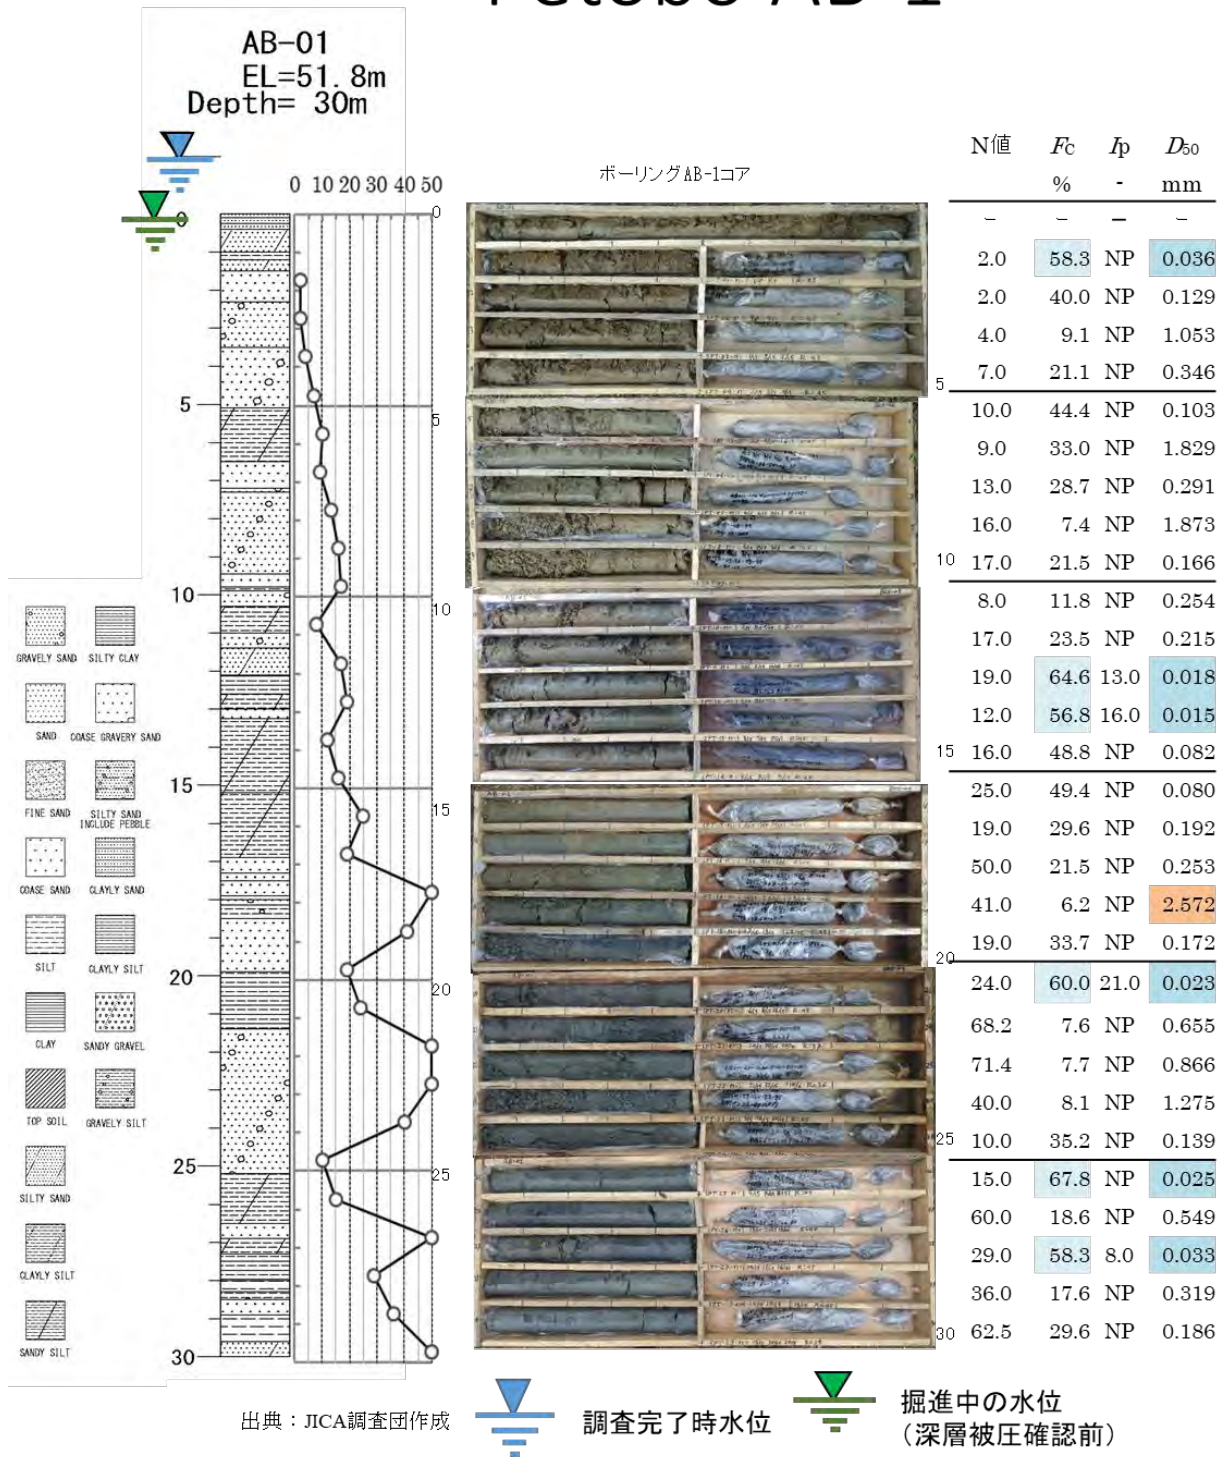 Petobo AB-1
AB-01
EL=51.8m
Depth= 30m
0 10 20 30 40 50
0
5
10
15
20
25
30
0
5
10
15
20
25
GRAVELY SAND SILTY CLAY
SAND COASE GRAVERY SAND
FINE SAND SILTY SAND INCLUDE PEBBLE
COASE SAND CLAYLY SAND
SILT CLAYLY SILT
CLAY SANDY GRAVEL
TOP SOIL GRAVELY SILT
SILTY SAND
CLAYLY SILT
SANDY SILT
ボーリングAB-1コア
5
10
15
20
25
30
N値 FC Ip D50
% - mm
– – – –
2.0 58.3 NP 0.036
2.0 40.0 NP 0.129
4.0 9.1 NP 1.053
7.0 21.1 NP 0.346
10.0 44.4 NP 0.103
9.0 33.0 NP 1.829
13.0 28.7 NP 0.291
16.0 7.4 NP 1.873
17.0 21.5 NP 0.166
8.0 11.8 NP 0.254
17.0 23.5 NP 0.215
19.0 64.6 13.0 0.018
12.0 56.8 16.0 0.015
16.0 48.8 NP 0.082
25.0 49.4 NP 0.080
19.0 29.6 NP 0.192
50.0 21.5 NP 0.253
41.0 6.2 NP 2.572
19.0 33.7 NP 0.172
24.0 60.0 21.0 0.023
68.2 7.6 NP 0.655
71.4 7.7 NP 0.866
40.0 8.1 NP 1.275
10.0 35.2 NP 0.139
15.0 67.8 NP 0.025
60.0 18.6 NP 0.549
29.0 58.3 8.0 0.033
36.0 17.6 NP 0.319
62.5 29.6 NP 0.186
出典：JICA調査団作成
調査完了時水位
掘進中の水位
（深層被圧確認前）